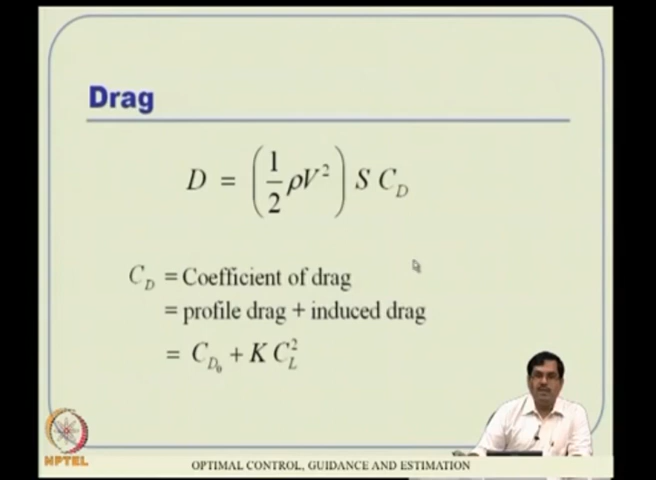 Drag
D = (1/2 ρV²) S C_D
C_D = Coefficient of drag
= profile drag + induced drag
= C_D₀ + K C_L²
NPTEL
OPTIMAL CONTROL, GUIDANCE AND ESTIMATION